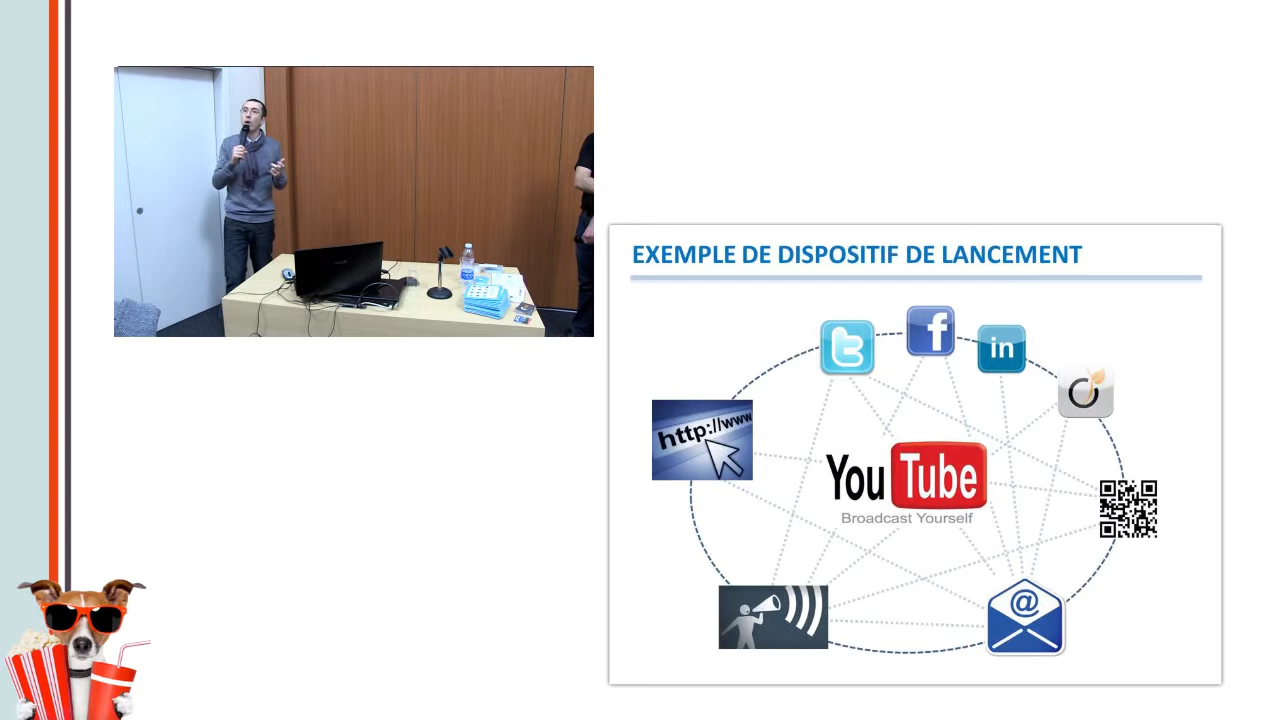 EXEMPLE DE DISPOSITIF DE LANCEMENT
t
f
in
http://www
You Tube
Broadcast Yourself
@